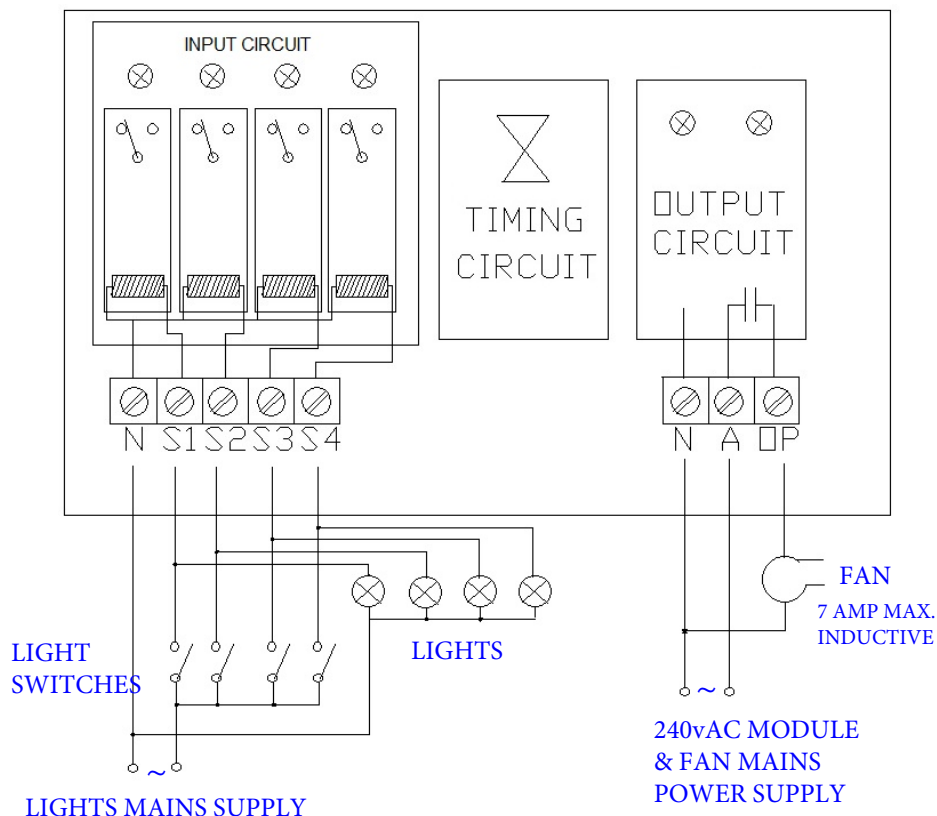 INPUT CIRCUIT
TIMING
CIRCUIT
OUTPUT
CIRCUIT
N S1 S2 S3 S4
N A OP
FAN
7 AMP MAX.
INDUCTIVE
LIGHTS
LIGHT
SWITCHES
~
~
240vAC MODULE
& FAN MAINS
POWER SUPPLY
LIGHTS MAINS SUPPLY